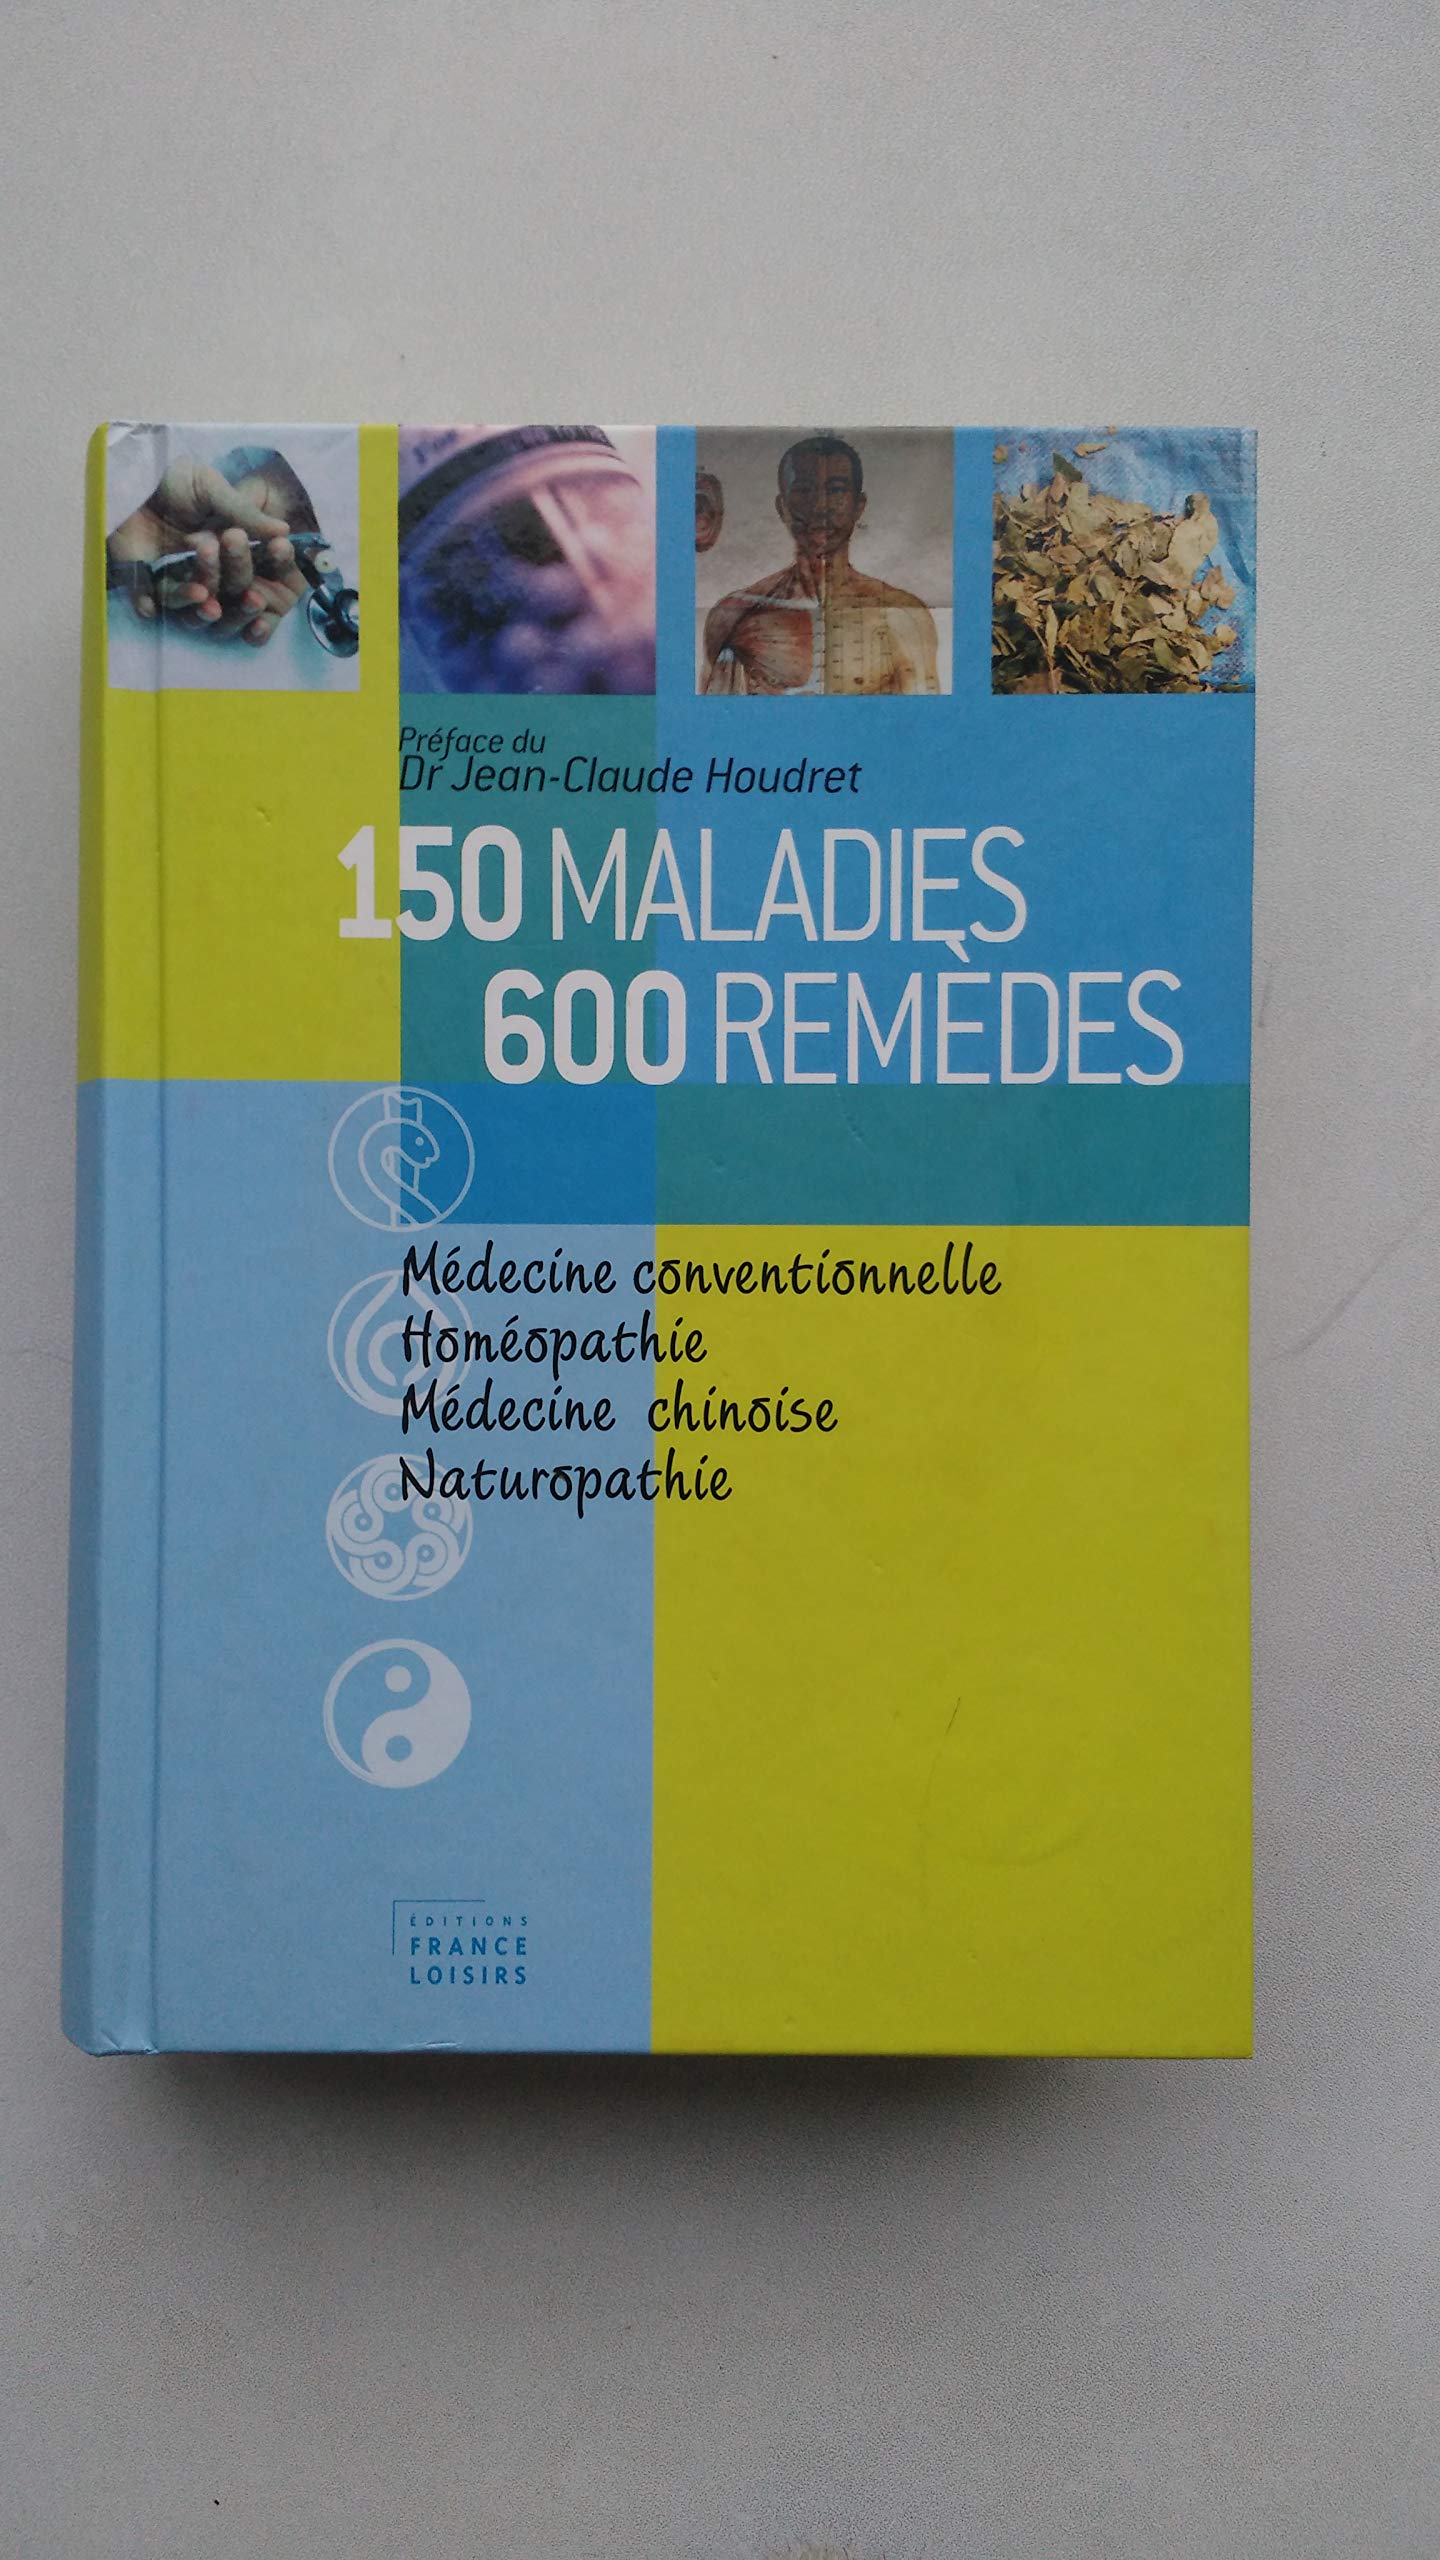 Préface du
Dr Jean-Claude Houdret
150 MALADIES
600 REMÈDES
Médecine conventionnelle
Homéopathie
Médecine chinoise
Naturopathie
ÉDITIONS
FRANCE
LOISIRS